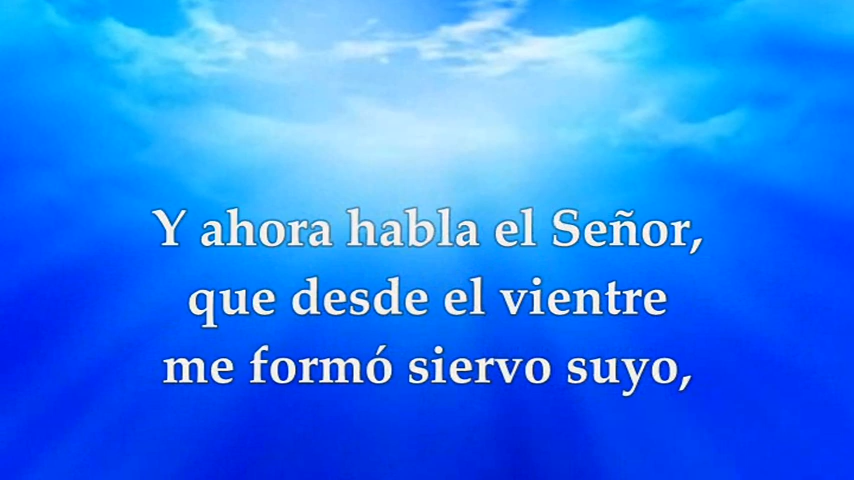 Y ahora habla el Señor,
que desde el vientre
me formó siervo suyo,